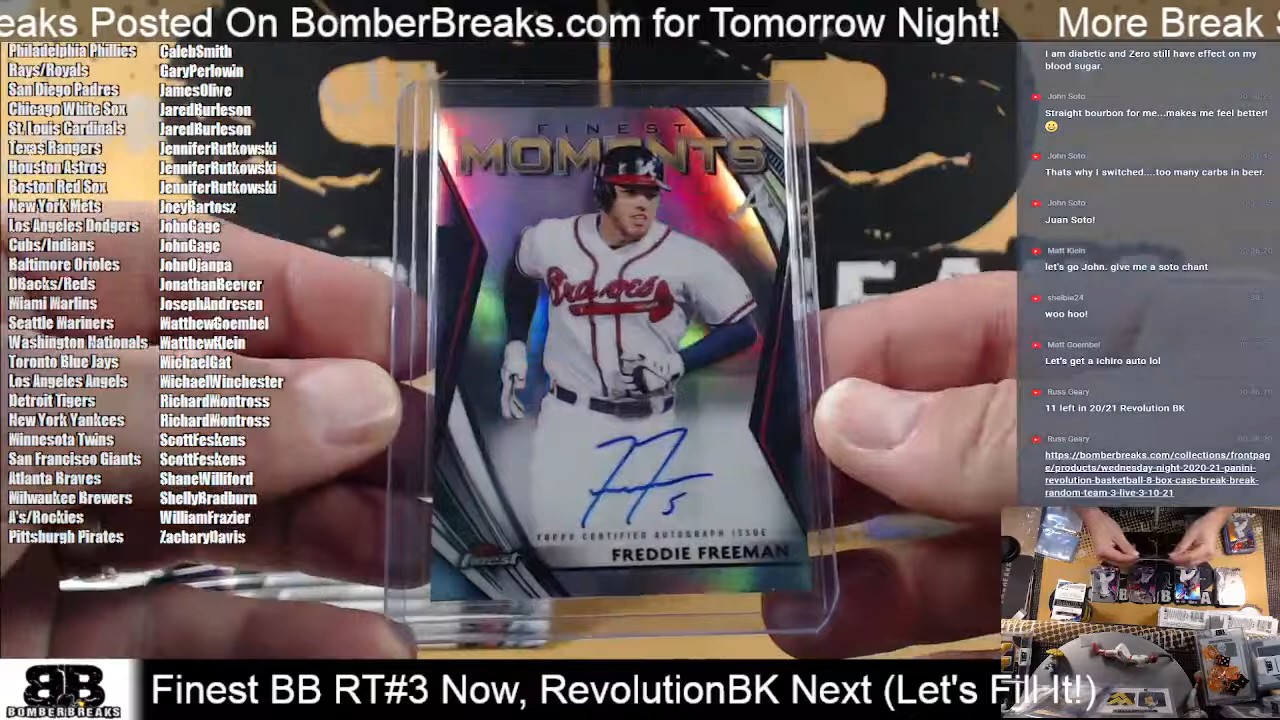 eaks Posted On BomberBreaks.com for Tomorrow Night! More Break S
Philadelphia Phillies CalebSmith
Rays/Royals GaryPerlowin
San Diego Padres JamesOlive
Chicago White Sox JaredBurleson
St. Louis Cardinals JaredBurleson
Texas Rangers JenniferRutkowski
Houston Astros JenniferRutkowski
Boston Red Sox JenniferRutkowski
New York Mets JoeyBartosz
Los Angeles Dodgers JohnGage
Cubs/Indians JohnGage
Baltimore Orioles JohnOjanpa
DBacks/Reds JonathanBeever
Miami Marlins JosephAndresen
Seattle Mariners MatthewGoembel
Washington Nationals MatthewKlein
Toronto Blue Jays MichaelGat
Los Angeles Angels MichaelWinchester
Detroit Tigers RichardMontross
New York Yankees RichardMontross
Minnesota Twins ScottFeskens
San Francisco Giants ScottFeskens
Atlanta Braves ShaneWilliford
Milwaukee Brewers ShellyBradburn
A's/Rockies WilliamFrazier
Pittsburgh Pirates ZacharyDavis
FINEST
MOMENTS
Braves
5
TOPPS CERTIFIED AUTOGRAPH ISSUE
FREDDIE FREEMAN
Finest
I am diabetic and Zero still have effect on my
blood sugar.
John Soto
Straight bourbon for me...makes me feel better!
John Soto
Thats why I switched....too many carbs in beer.
John Soto
Juan Soto!
Matt Klein
let's go John. give me a soto chant
shelbie24
woo hoo!
Matt Goembel
Let's get a Ichiro auto lol
Russ Geary
11 left in 20/21 Revolution BK
Russ Geary
https://bomberbreaks.com/collections/frontpag
e/products/wednesday-night-2020-21-panini-
revolution-basketball-8-box-case-break-break-
random-team-3-live-3-10-21
BB
BOMBERBREAKS
Finest BB RT#3 Now, RevolutionBK Next (Let's Fill It!)